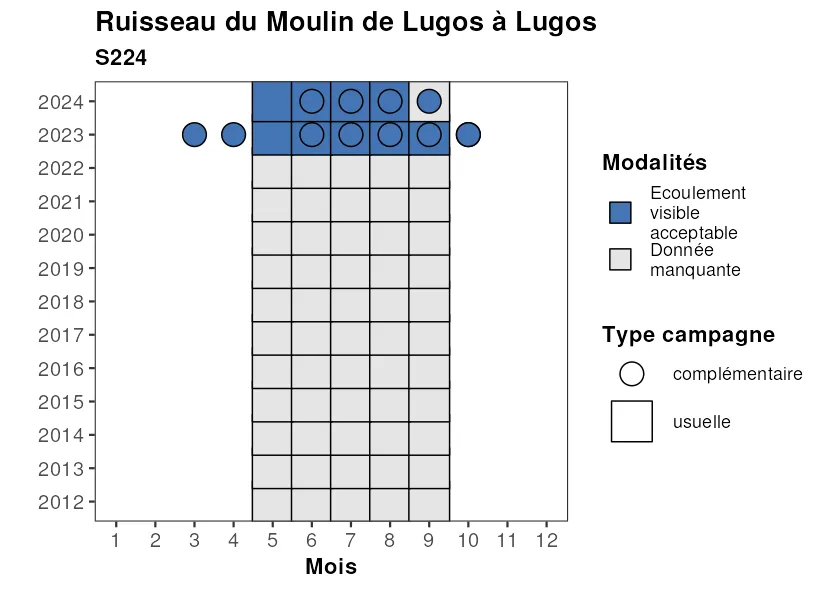 Ruisseau du Moulin de Lugos à Lugos
S224
2024
2023
2022
2021
2020
2019
2018
2017
2016
2015
2014
2013
2012
1 2 3 4 5 6 7 8 9 10 11 12
Mois
Modalités
Ecoulement
visible
acceptable
Donnée
manquante
Type campagne
complémentaire
usuelle